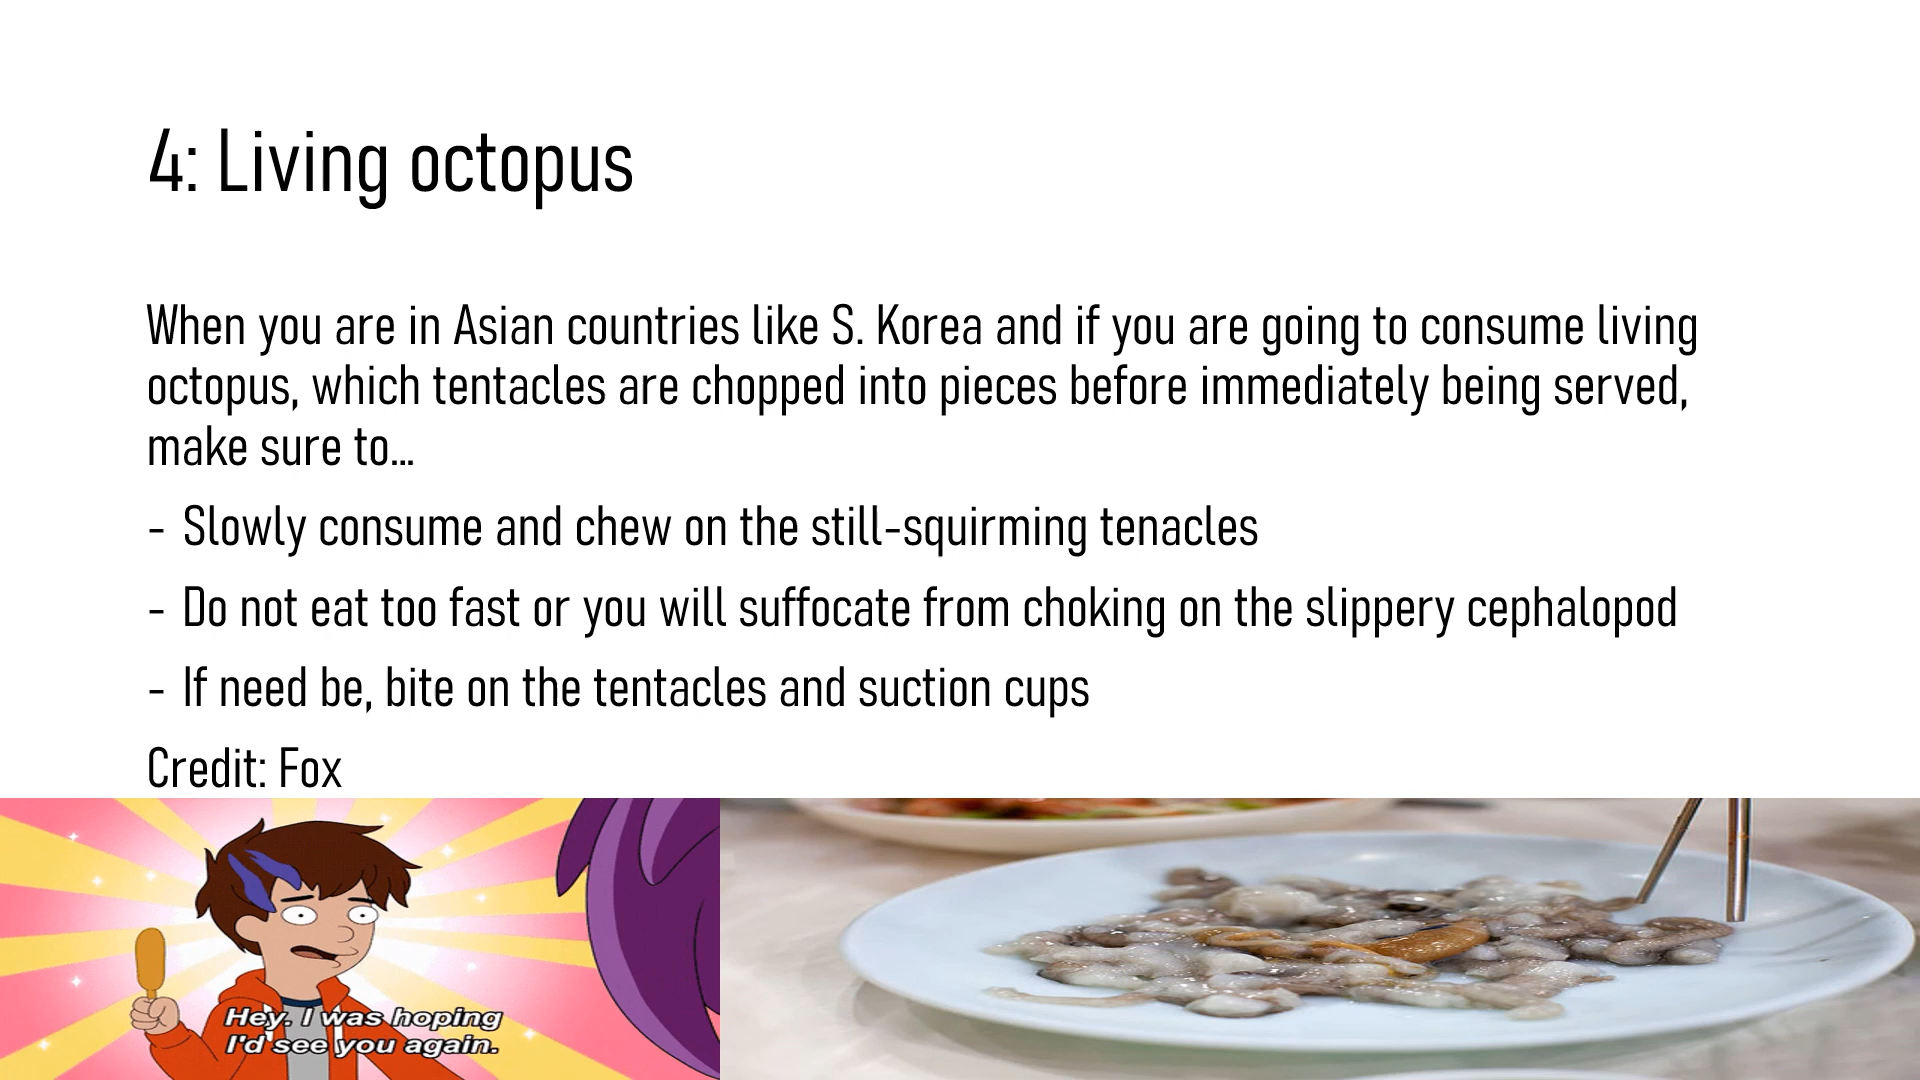 4: Living octopus
When you are in Asian countries like S. Korea and if you are going to consume living
octopus, which tentacles are chopped into pieces before immediately being served,
make sure to...
- Slowly consume and chew on the still-squirming tenacles
- Do not eat too fast or you will suffocate from choking on the slippery cephalopod
- If need be, bite on the tentacles and suction cups
Credit: Fox
Hey. I was hoping
I'd see you again.